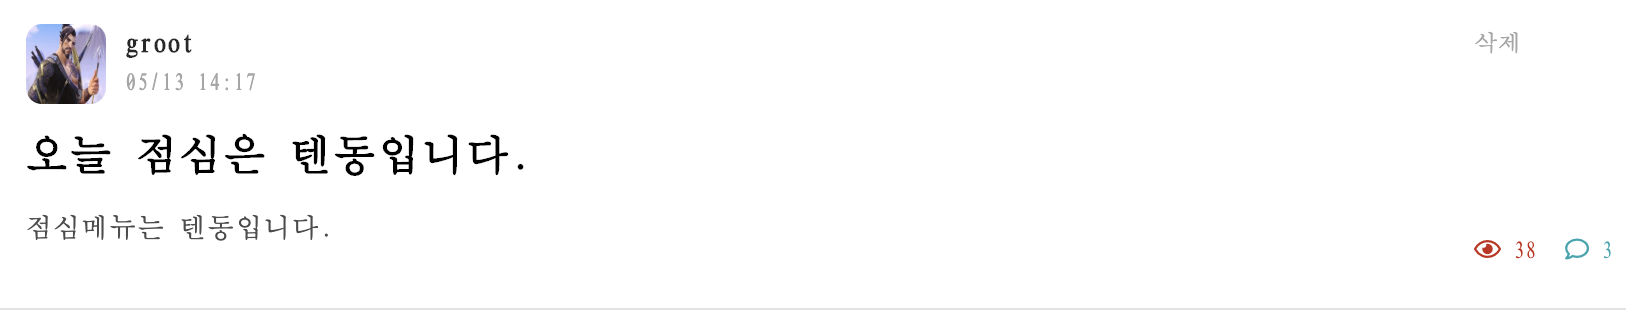 groot
삭제
05/13 14:17
오늘 점심은 텐동입니다.
점심메뉴는 텐동입니다.
38 3